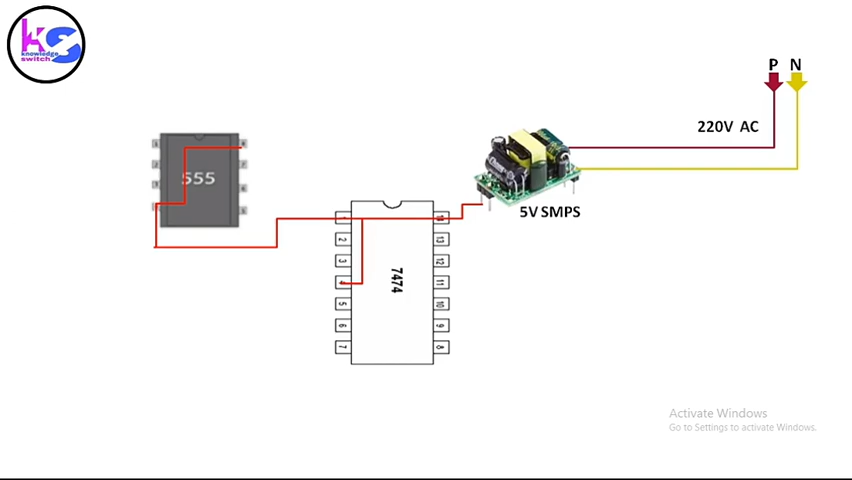 KS
knowledge
switch
P N
220V AC
555
5V SMPS
1 14
2 13
3 12
4 11
5 10
6 9
7 8
7474
Activate Windows
Go to Settings to activate Windows.